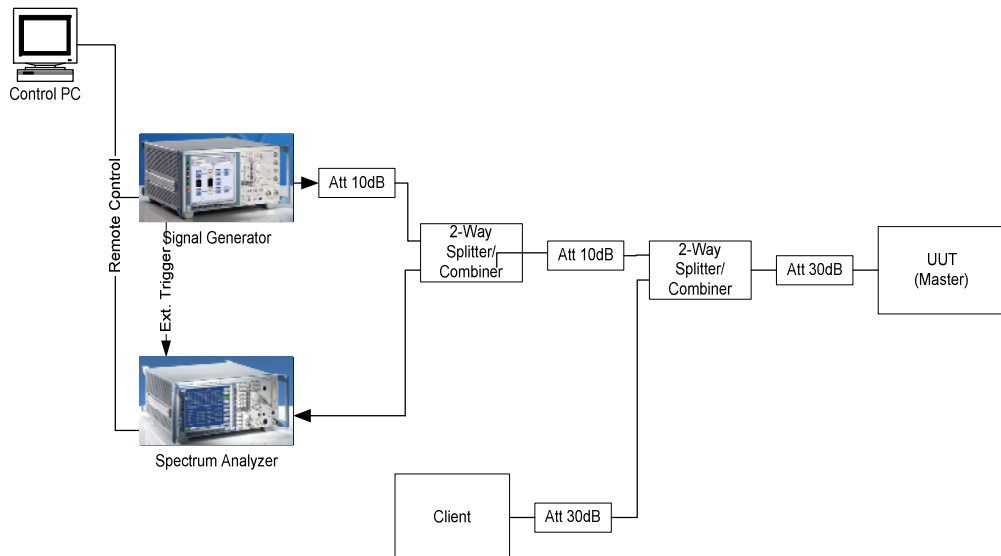 Control PC
Remote Control
Signal Generator
Ext. Trigger
Spectrum Analyzer
Att 10dB
2-Way
Splitter/
Combiner
Att 10dB
2-Way
Splitter/
Combiner
Att 30dB
UUT
(Master)
Client
Att 30dB